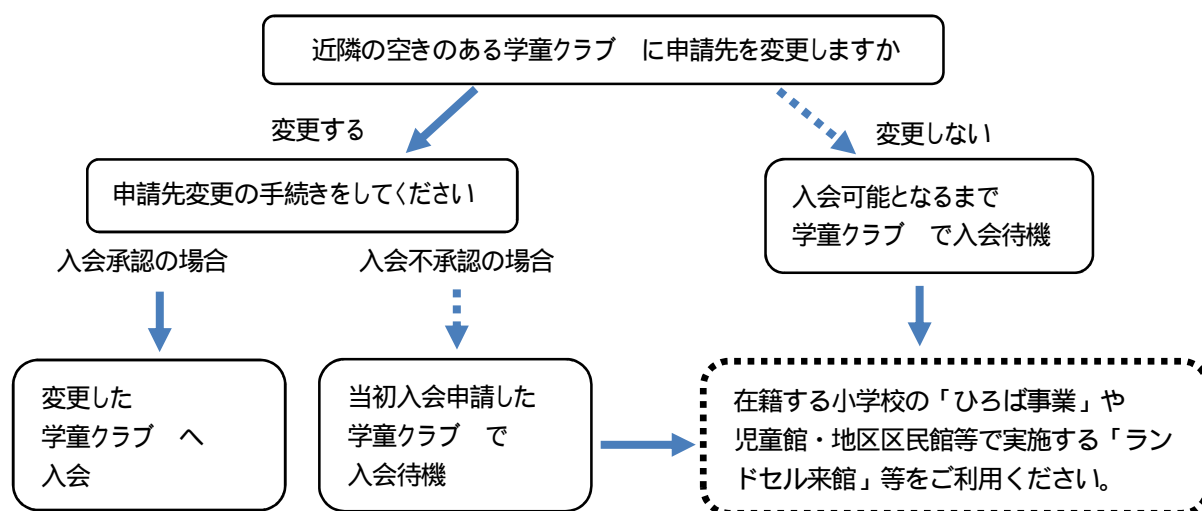 近隣の空きのある学童クラブ　に申請先を変更しますか
変更する
変更しない
申請先変更の手続きをしてください
入会可能となるまで
学童クラブ　で入会待機
入会承認の場合
入会不承認の場合
変更した
学童クラブ　へ
入会
当初入会申請した
学童クラブ　で
入会待機
在籍する小学校の「ひろば事業」や
児童館・地区区民館等で実施する「ラン
ドセル来館」等をご利用ください。